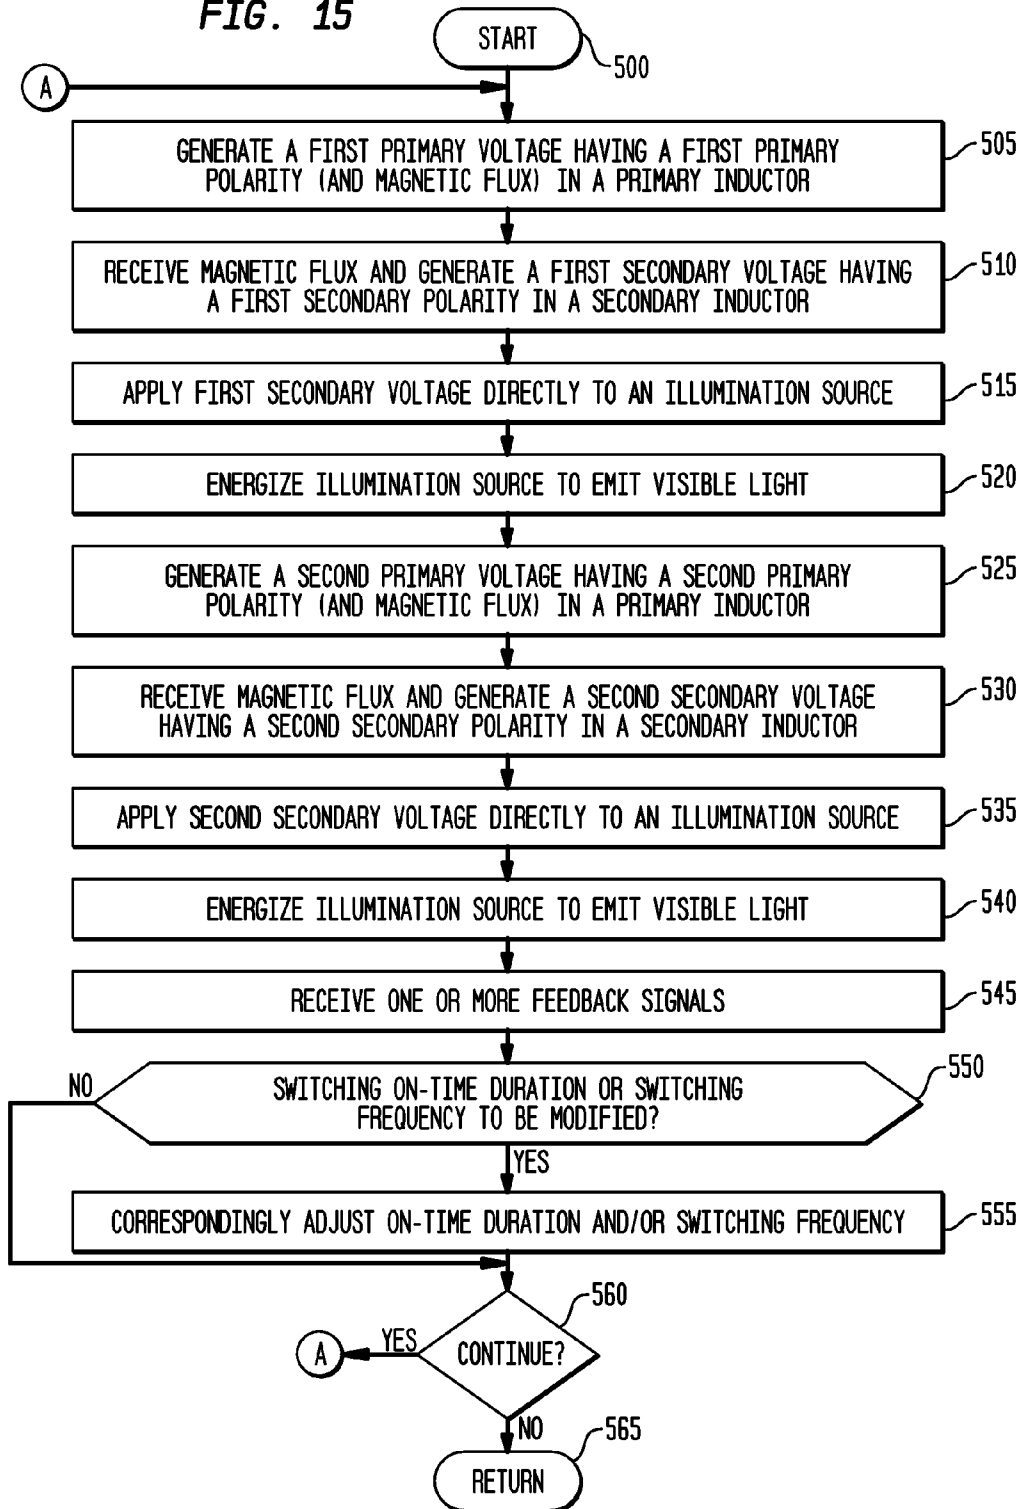 FIG. 15
START
500
A
GENERATE A FIRST PRIMARY VOLTAGE HAVING A FIRST PRIMARY
POLARITY (AND MAGNETIC FLUX) IN A PRIMARY INDUCTOR
505
RECEIVE MAGNETIC FLUX AND GENERATE A FIRST SECONDARY VOLTAGE HAVING
A FIRST SECONDARY POLARITY IN A SECONDARY INDUCTOR
510
APPLY FIRST SECONDARY VOLTAGE DIRECTLY TO AN ILLUMINATION SOURCE
515
ENERGIZE ILLUMINATION SOURCE TO EMIT VISIBLE LIGHT
520
GENERATE A SECOND PRIMARY VOLTAGE HAVING A SECOND PRIMARY
POLARITY (AND MAGNETIC FLUX) IN A PRIMARY INDUCTOR
525
RECEIVE MAGNETIC FLUX AND GENERATE A SECOND SECONDARY VOLTAGE
HAVING A SECOND SECONDARY POLARITY IN A SECONDARY INDUCTOR
530
APPLY SECOND SECONDARY VOLTAGE DIRECTLY TO AN ILLUMINATION SOURCE
535
ENERGIZE ILLUMINATION SOURCE TO EMIT VISIBLE LIGHT
540
RECEIVE ONE OR MORE FEEDBACK SIGNALS
545
NO
SWITCHING ON-TIME DURATION OR SWITCHING
FREQUENCY TO BE MODIFIED?
550
YES
CORRESPONDINGLY ADJUST ON-TIME DURATION AND/OR SWITCHING FREQUENCY
555
560
A
YES
CONTINUE?
NO
565
RETURN